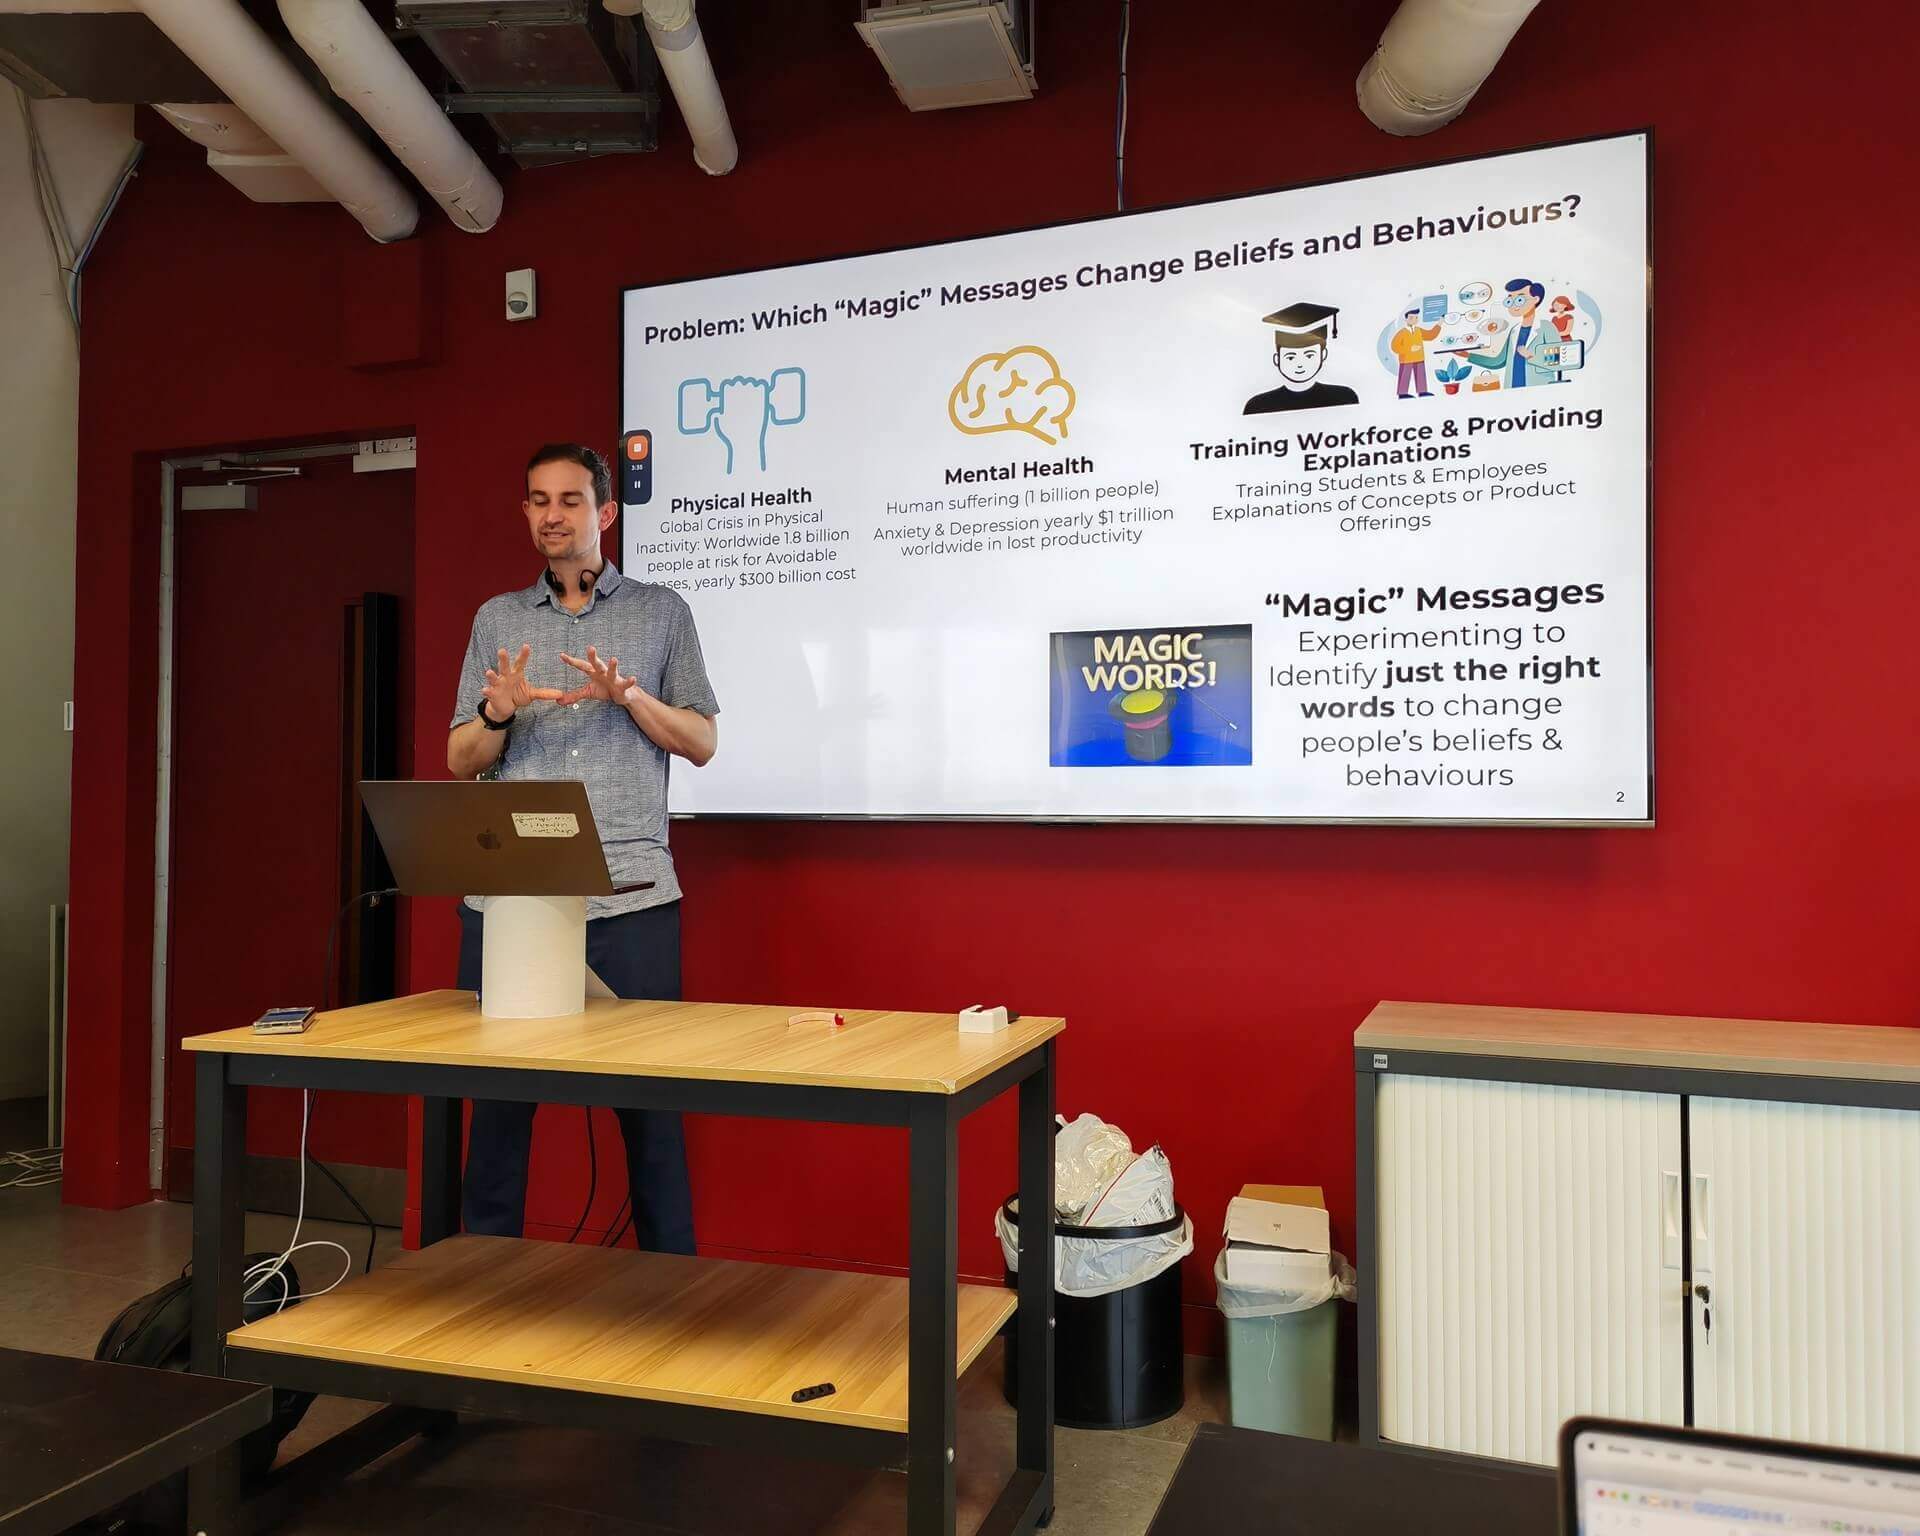 Problem: Which “Magic” Messages Change Beliefs and Behaviours?
3:35
Physical Health
Global Crisis in Physical
Inactivity: Worldwide 1.8 billion
people at risk for Avoidable
yearly $300 billion cost
Mental Health
Human suffering (1 billion people)
Anxiety & Depression yearly $1 trillion
worldwide in lost productivity
Training Workforce & Providing
Explanations
Training Students & Employees
Explanations of Concepts or Product
Offerings
MAGIC
WORDS!
“Magic” Messages
Experimenting to
Identify just the right
words to change
people’s beliefs &
behaviours
2